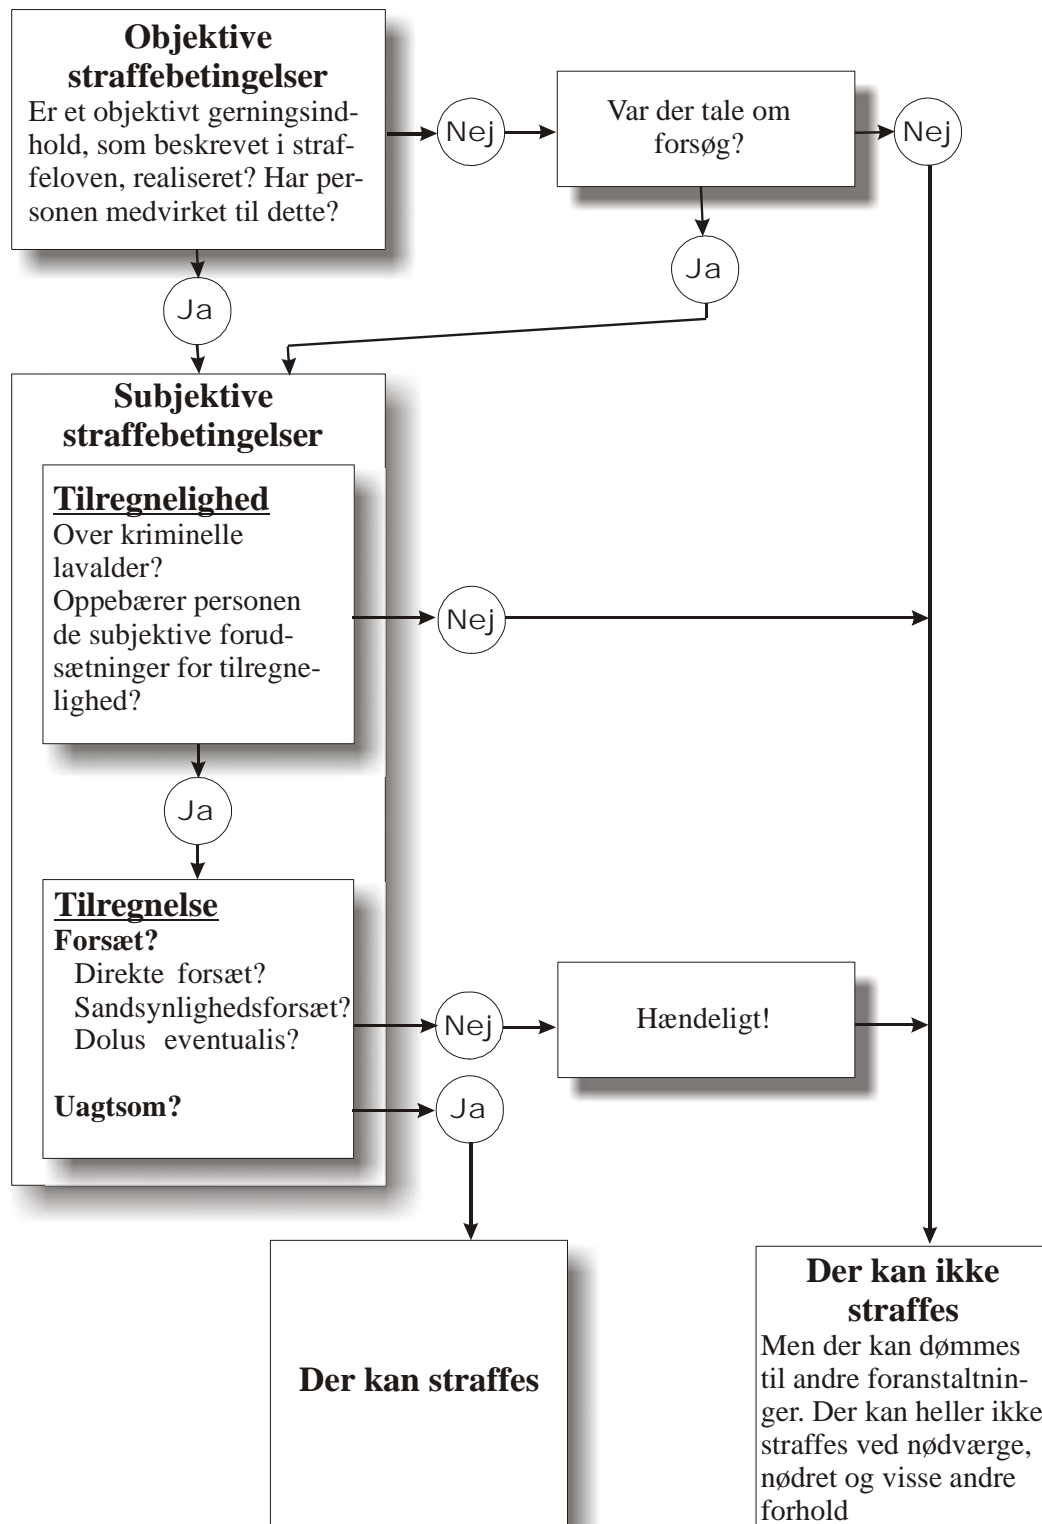 Objektive
straffebetingelser
Er et objektivt gerningsind-
hold, som beskrevet i straf-
feloven, realiseret? Har per-
sonen medvirket til dette?
Nej
Var der tale om
forsøg?
Nej
Ja
Ja
Subjektive
straffebetingelser
Tilregnelighed
Over kriminelle
lavalder?
Oppebærer personen
de subjektive forud-
sætninger for tilregne-
lighed?
Nej
Ja
Tilregnelse
Forsæt?
Direkte forsæt?
Sandsynlighedsforsæt?
Dolus eventualis?
Uagtsom?
Nej
Hændeligt!
Ja
Der kan straffes
Der kan ikke
straffes
Men der kan dømmes
til andre foranstaltnin-
ger. Der kan heller ikke
straffes ved nødværge,
nødret og visse andre
forhold